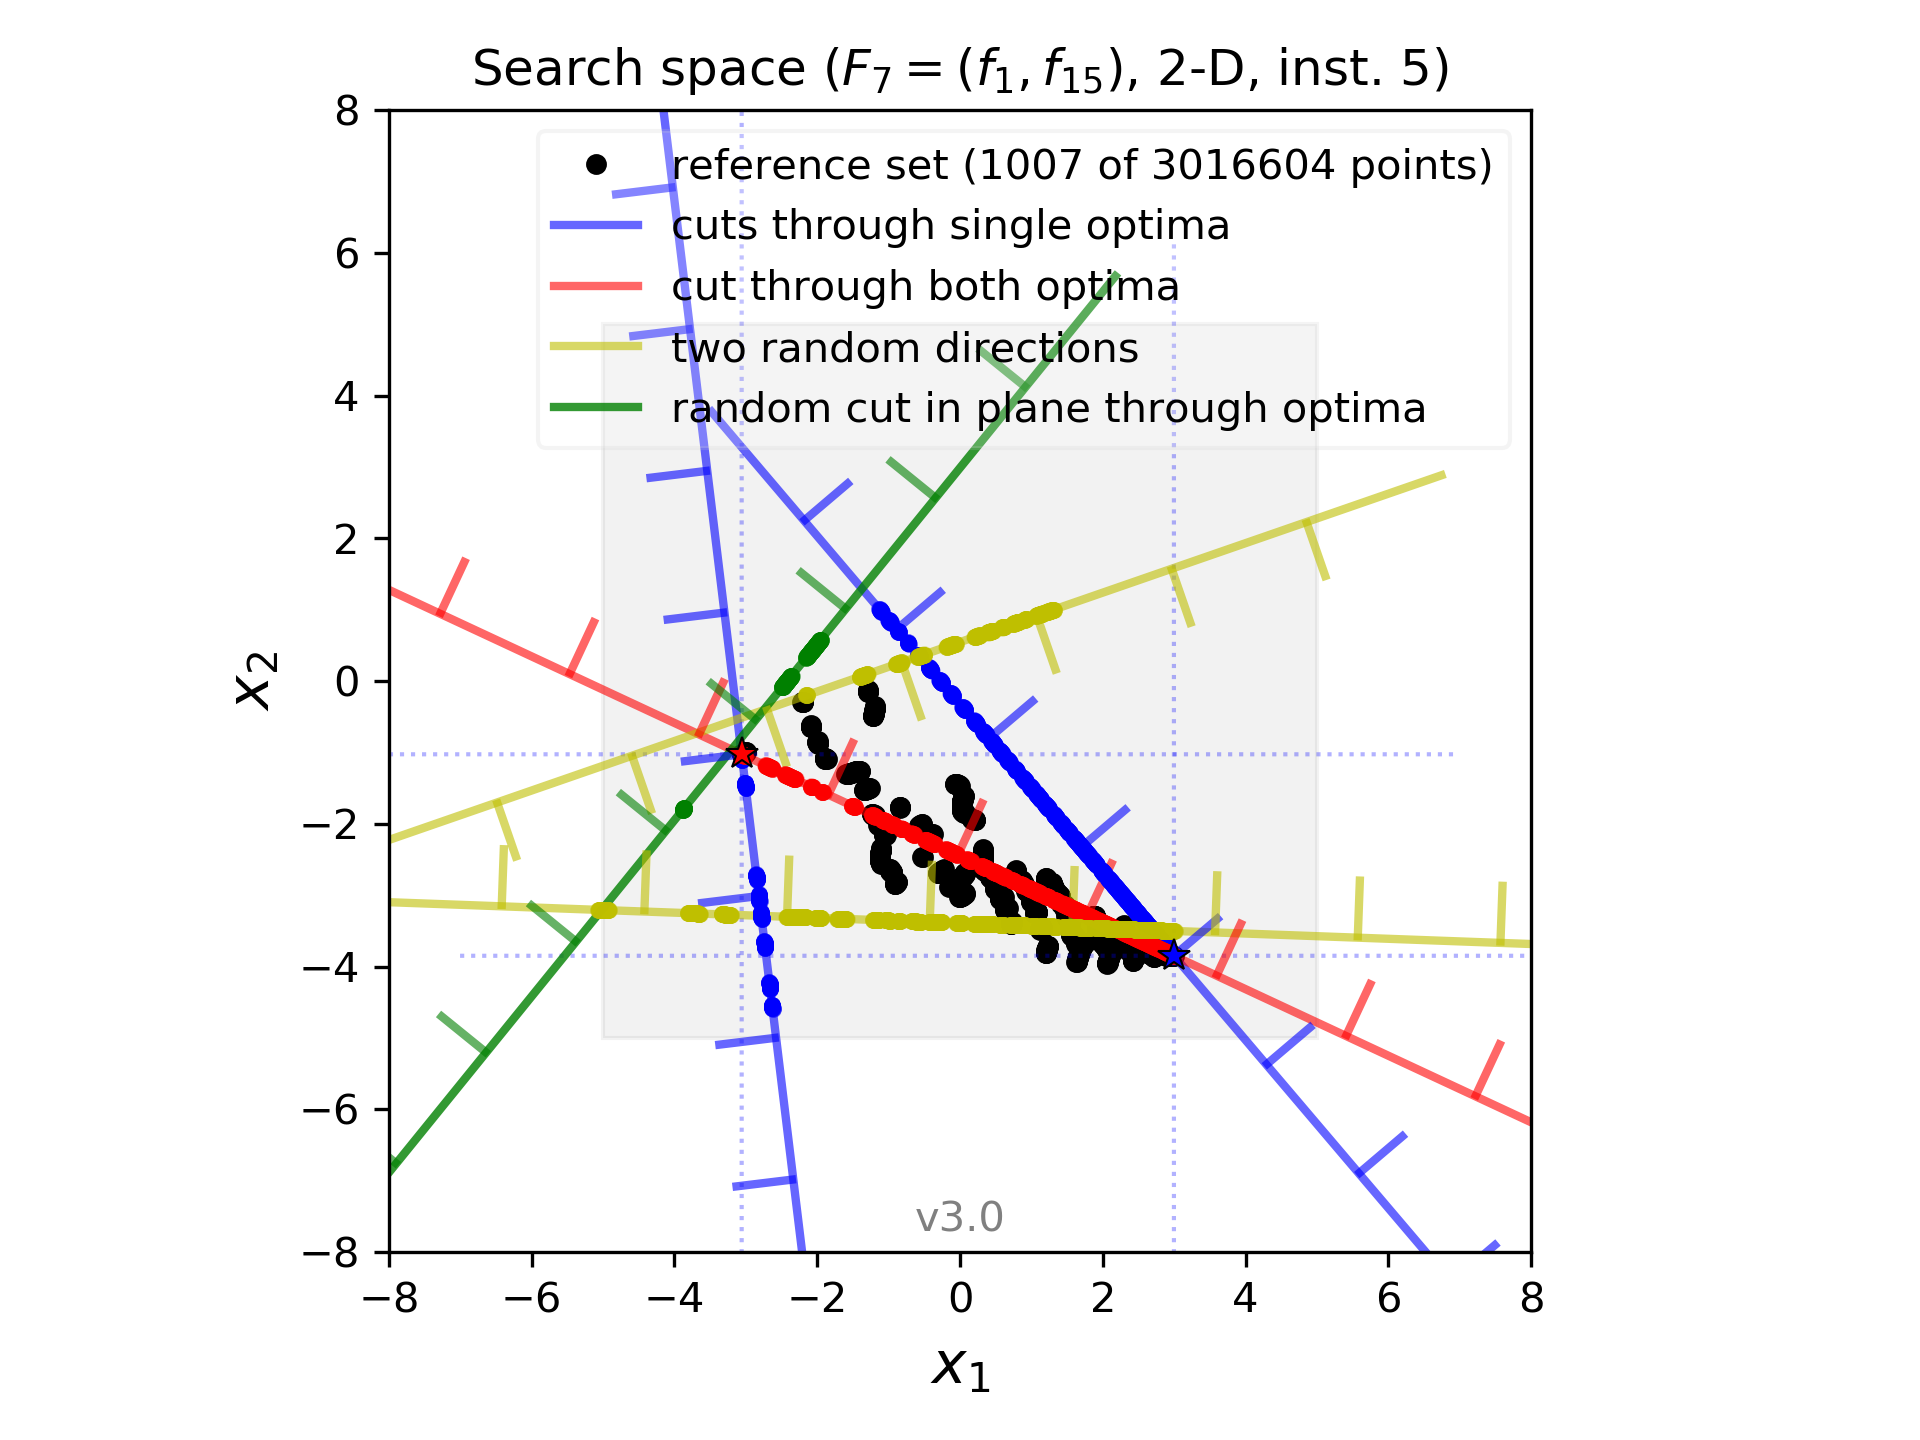 Search space (F₇ = (f₁, f₁₅), 2-D, inst. 5)
reference set (1007 of 3016604 points)
cuts through single optima
cut through both optima
two random directions
random cut in plane through optima
8
6
4
2
0
−2
−4
−6
−8
x₂
v3.0
−8 −6 −4 −2 0 2 4 6 8
x₁